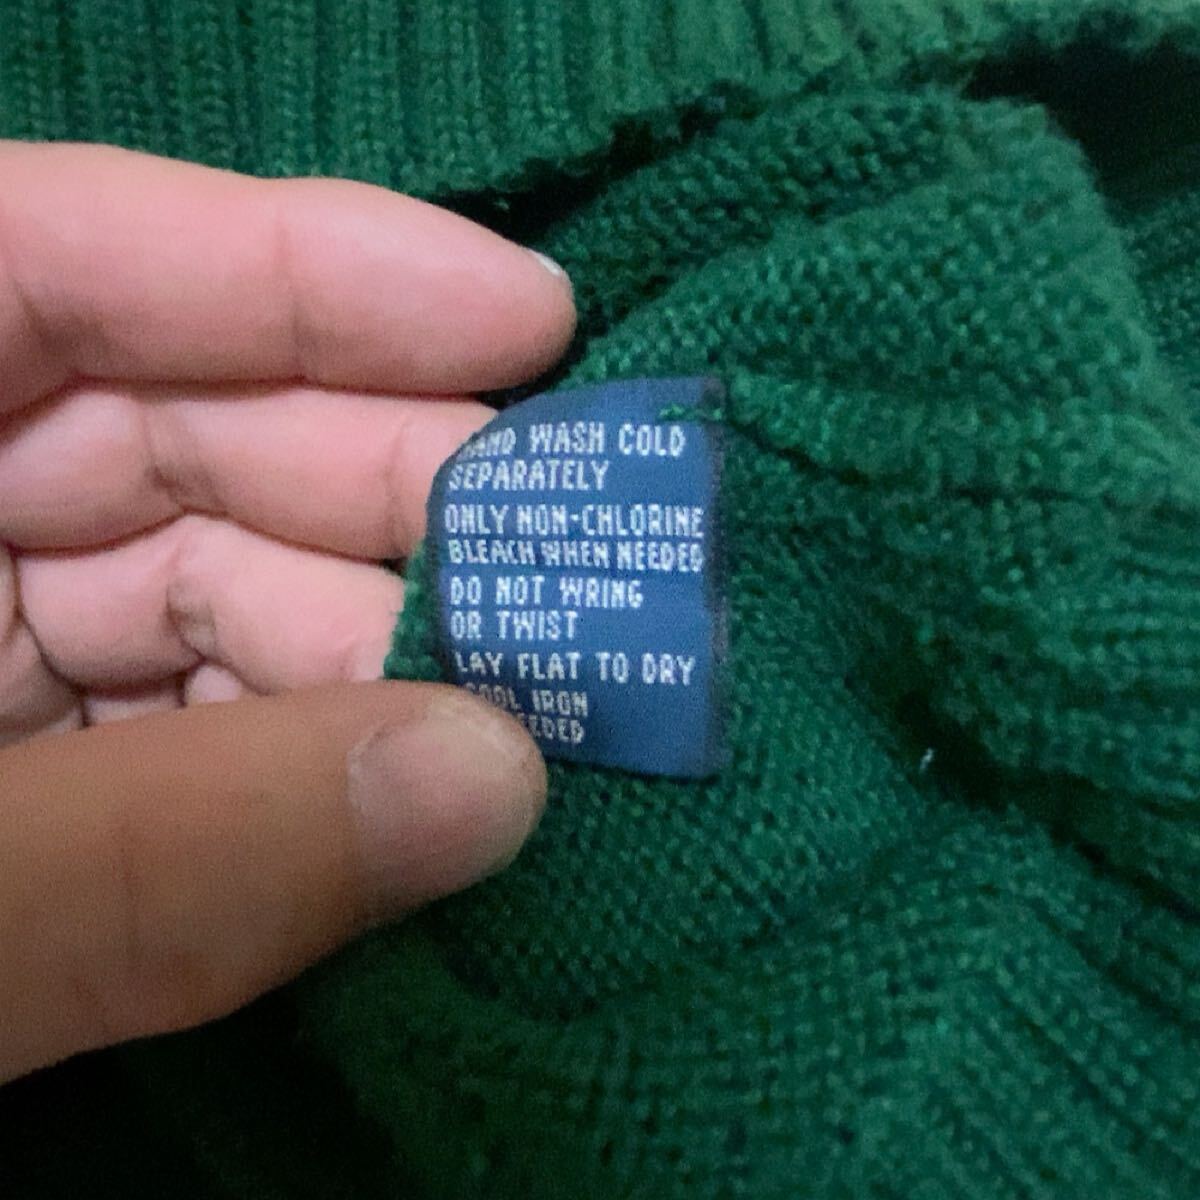 HAND WASH COLD
SEPARATELY
ONLY NON-CHLORINE
BLEACH WHEN NEEDED
DO NOT WRING
OR TWIST
LAY FLAT TO DRY
COOL IRON
NEEDED